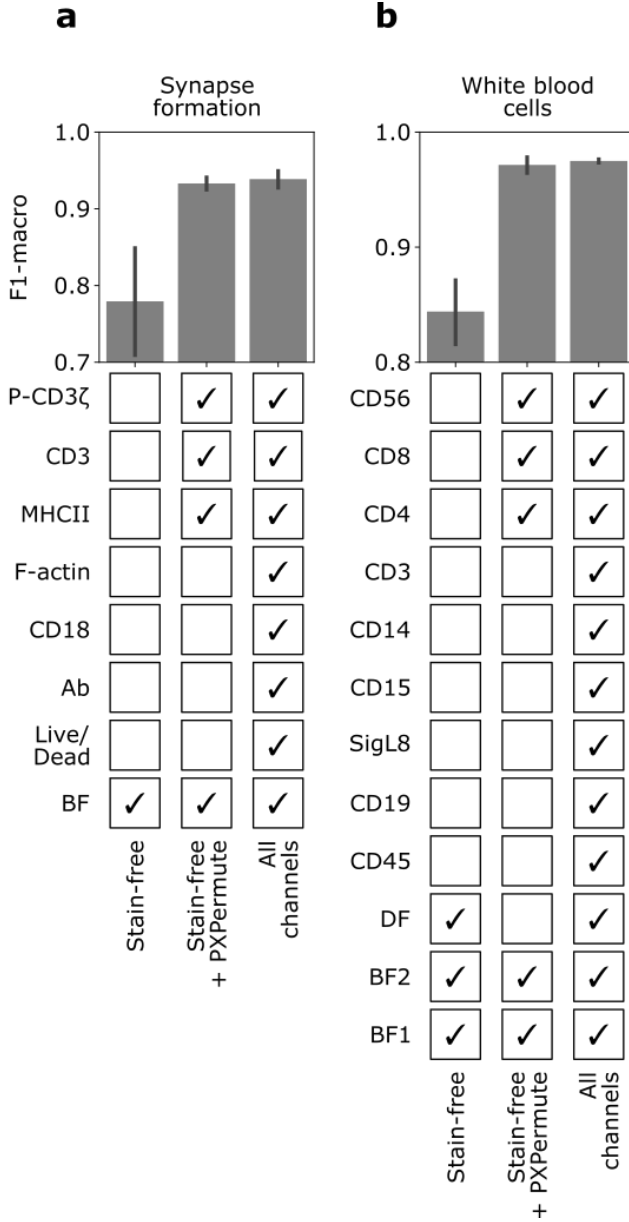 a
b
Synapse
formation
White blood
cells
F1-macro
1.0
0.9
0.8
0.7
1.0
0.9
0.8
P-CD3ζ
CD3
MHCII
F-actin
CD18
Ab
Live/
Dead
BF
Stain-free
Stain-free
+ PXPermute
All
channels
CD56
CD8
CD4
CD3
CD14
CD15
SigL8
CD19
CD45
DF
BF2
BF1
Stain-free
Stain-free
+ PXPermute
All
channels